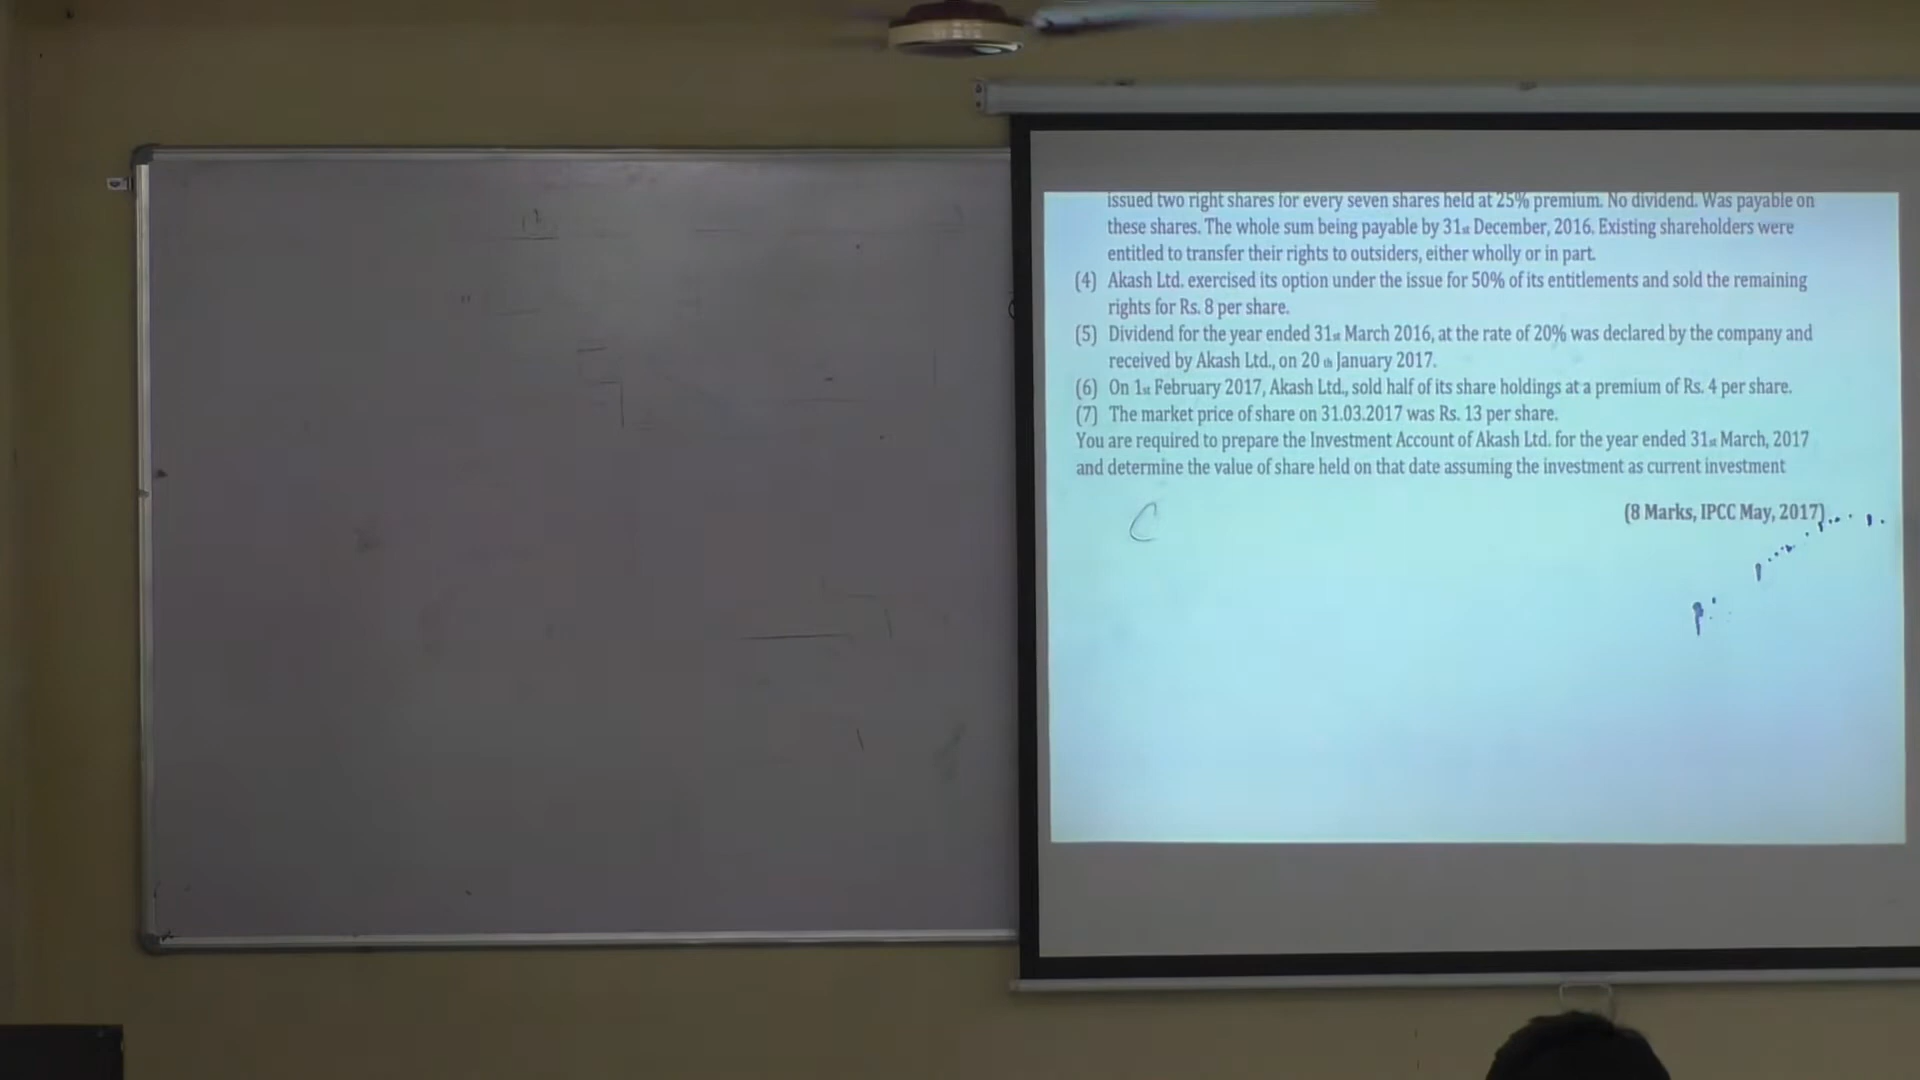 issued two right shares for every seven shares held at 25% premium. No dividend. Was payable on
these shares. The whole sum being payable by 31st December, 2016. Existing shareholders were
entitled to transfer their rights to outsiders, either wholly or in part.
(4) Akash Ltd. exercised its option under the issue for 50% of its entitlements and sold the remaining
rights for Rs. 8 per share.
(5) Dividend for the year ended 31st March 2016, at the rate of 20% was declared by the company and
received by Akash Ltd., on 20 th January 2017.
(6) On 1st February 2017, Akash Ltd., sold half of its share holdings at a premium of Rs. 4 per share.
(7) The market price of share on 31.03.2017 was Rs. 13 per share.
You are required to prepare the Investment Account of Akash Ltd. for the year ended 31st March, 2017
and determine the value of share held on that date assuming the investment as current investment
(8 Marks, IPCC May, 2017)
C